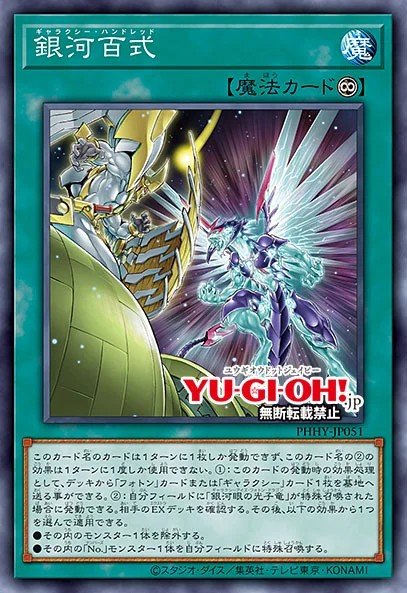 ギャラクシー・ハンドレッド
銀河百式
魔
【魔法カード】
ユウギオウドットジェイピー
YU-GI-OH!.jp
無断転載禁止
PHHY-JP051
このカード名のカードは1ターンに1枚しか発動できず、このカード名の②の
効果は1ターンに1度しか使用できない。①：このカードの発動時の効果処理
として、デッキから「フォトン」カードまたは「ギャラクシー」カード1枚を墓地へ
送る事ができる。②：自分フィールドに「銀河眼の光子竜」が特殊召喚された
場合に発動できる。相手のEXデッキを確認する。その後、以下の効果から1つ
を選んで適用できる。
●その内のモンスター1体を除外する。
●その内の「No.」モンスター1体を自分フィールドに特殊召喚する。
©スタジオ・ダイス／集英社・テレビ東京・KONAMI